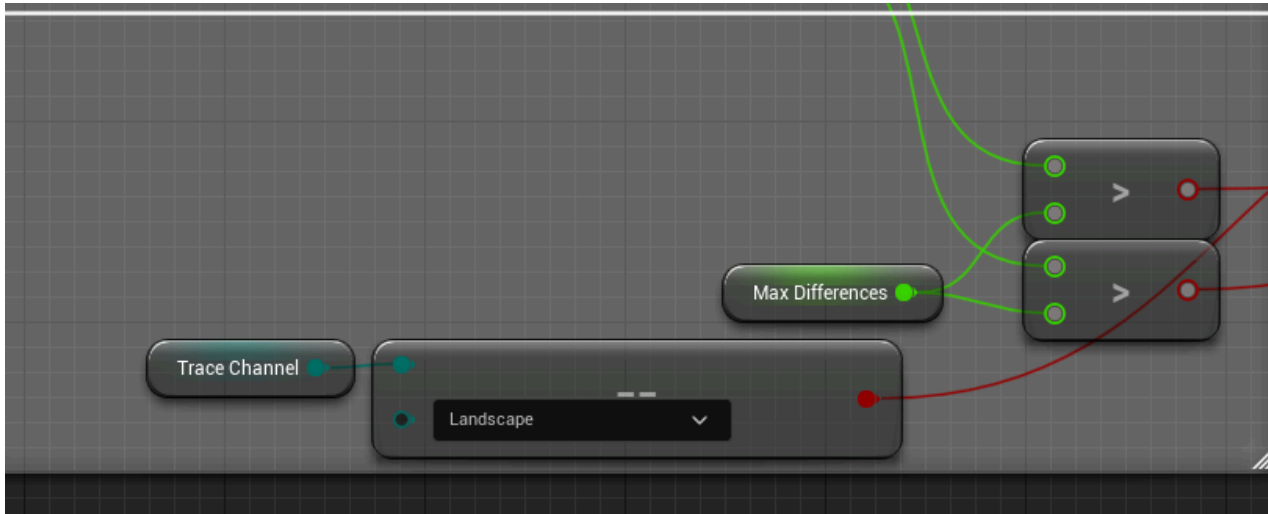 >
Max Differences
>
Trace Channel
==
Landscape